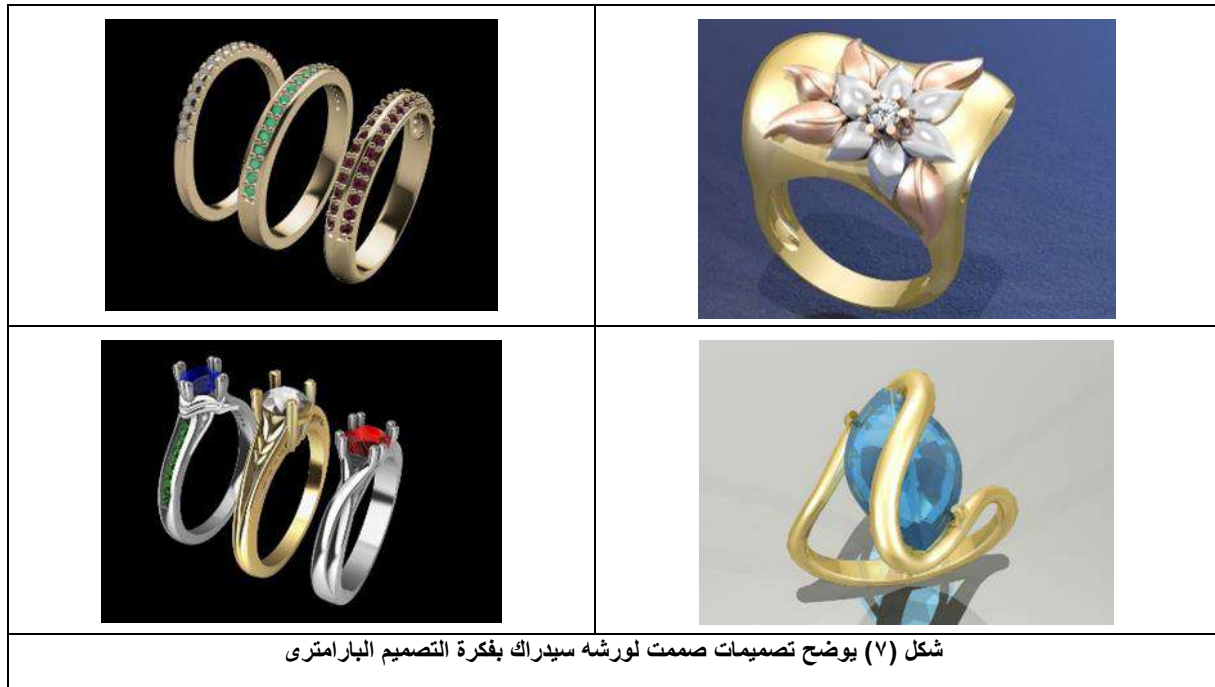 شكل (٧) يوضح تصميمات صممت لورشه سيدراك بفكرة التصميم البارامترى